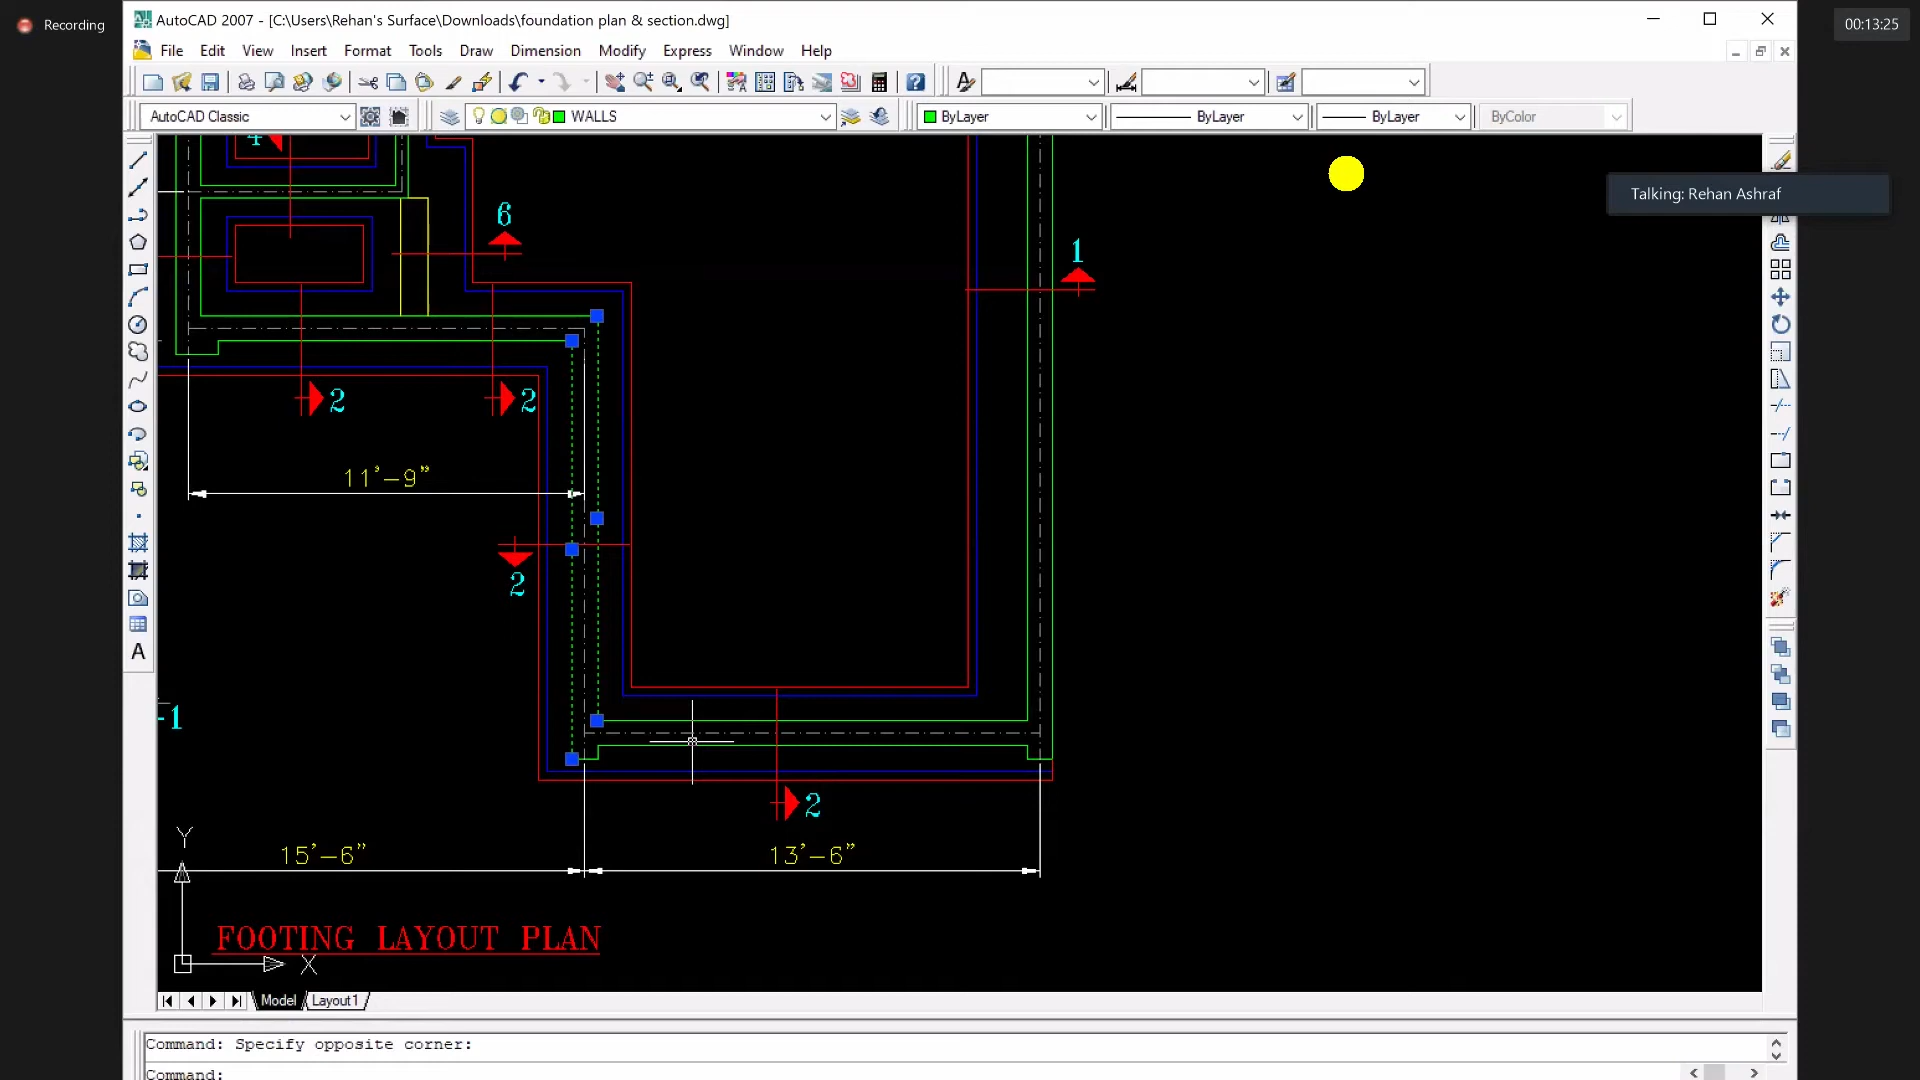 Recording
AutoCAD 2007 - [C:\Users\Rehan's Surface\Downloads\foundation plan & section.dwg]
00:13:25
File Edit View Insert Format Tools Draw Dimension Modify Express Window Help
AutoCAD Classic
WALLS
ByLayer
ByLayer
ByLayer
ByColor
Talking: Rehan Ashraf
4
6
1
2
2
11'-9"
2
-1
2
15'-6"
13'-6"
Y
FOOTING LAYOUT PLAN
X
A
Model
Layout1
Command: Specify opposite corner:
Command: